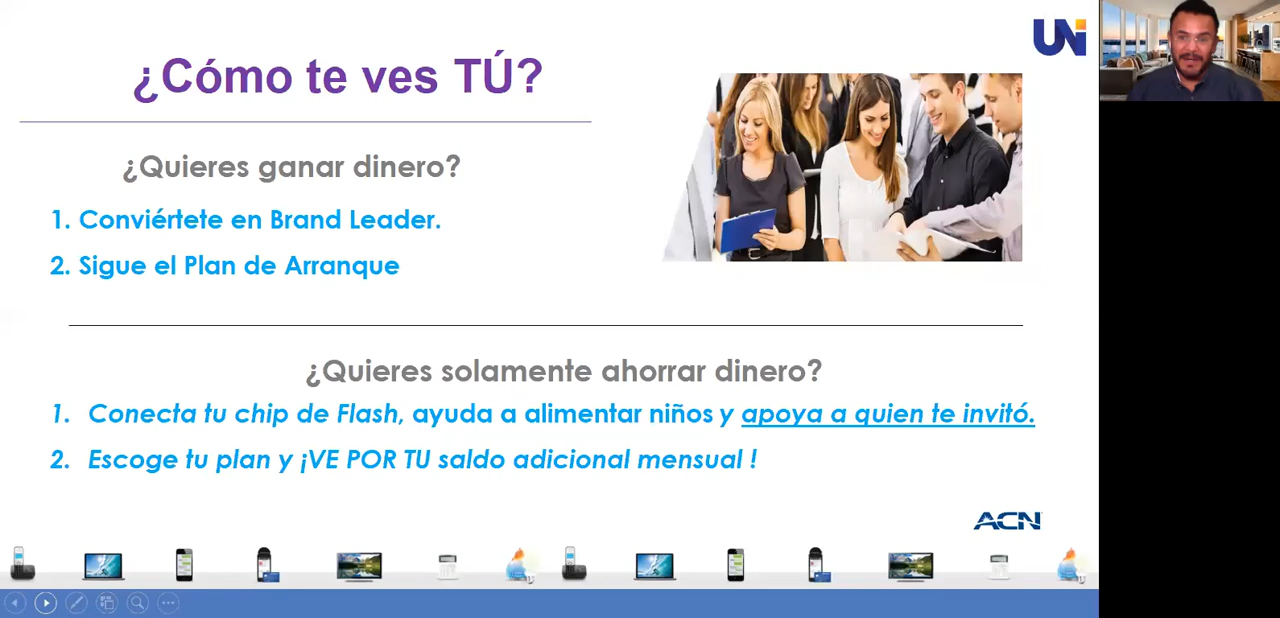 UNi
¿Cómo te ves TÚ?
¿Quieres ganar dinero?
1. Conviértete en Brand Leader.
2. Sigue el Plan de Arranque
¿Quieres solamente ahorrar dinero?
1. Conecta tu chip de Flash, ayuda a alimentar niños y apoya a quien te invitó.
2. Escoge tu plan y ¡VE POR TU saldo adicional mensual !
ACN